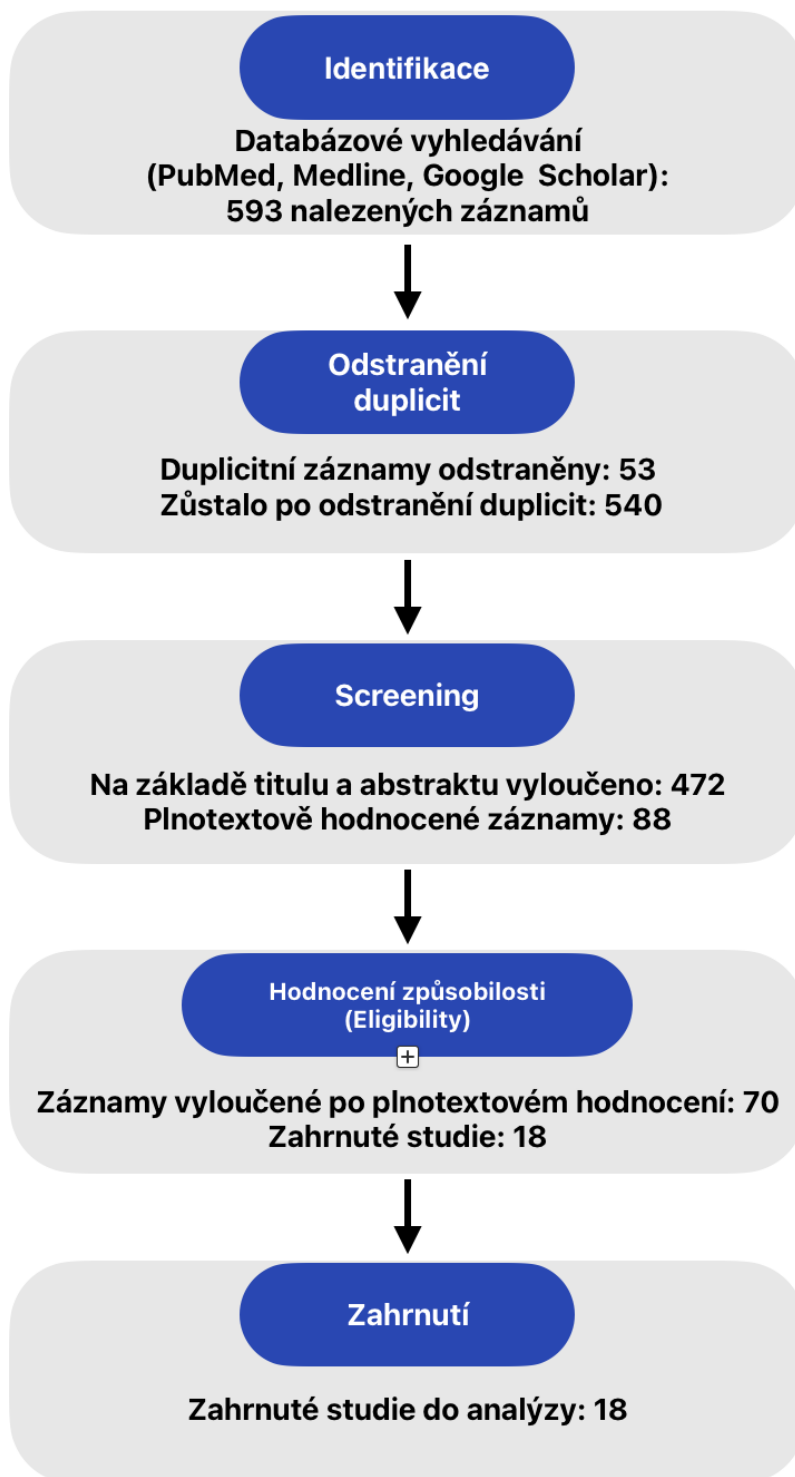 Identifikace
Databázové vyhledávání
(PubMed, Medline, Google  Scholar):
593 nalezených záznamů
Odstranění
duplicit
Duplicitní záznamy odstraněny: 53
Zůstalo po odstranění duplicit: 540
Screening
Na základě titulu a abstraktu vyloučeno: 472
Plnotextově hodnocené záznamy: 88
Hodnocení způsobilosti
(Eligibility)
Záznamy vyloučené po plnotextovém hodnocení: 70
Zahrnuté studie: 18
Zahrnutí
Zahrnuté studie do analýzy: 18